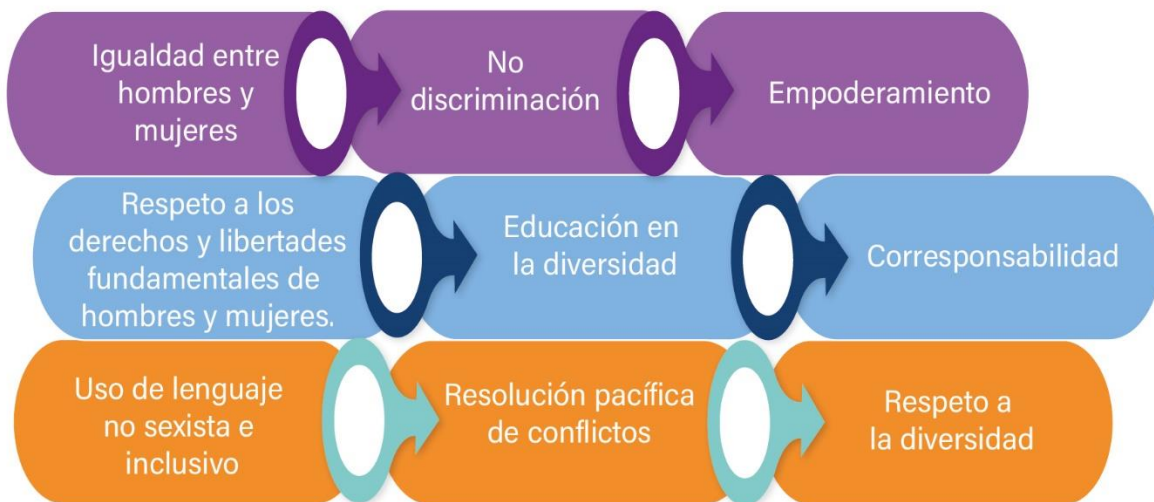 Igualdad entre
hombres y
mujeres
No
discriminación
Empoderamiento
Respeto a los
derechos y libertades
fundamentales de
hombres y mujeres.
Educación en
la diversidad
Corresponsabilidad
Uso de lenguaje
no sexista e
inclusivo
Resolución pacífica
de conflictos
Respeto a
la diversidad